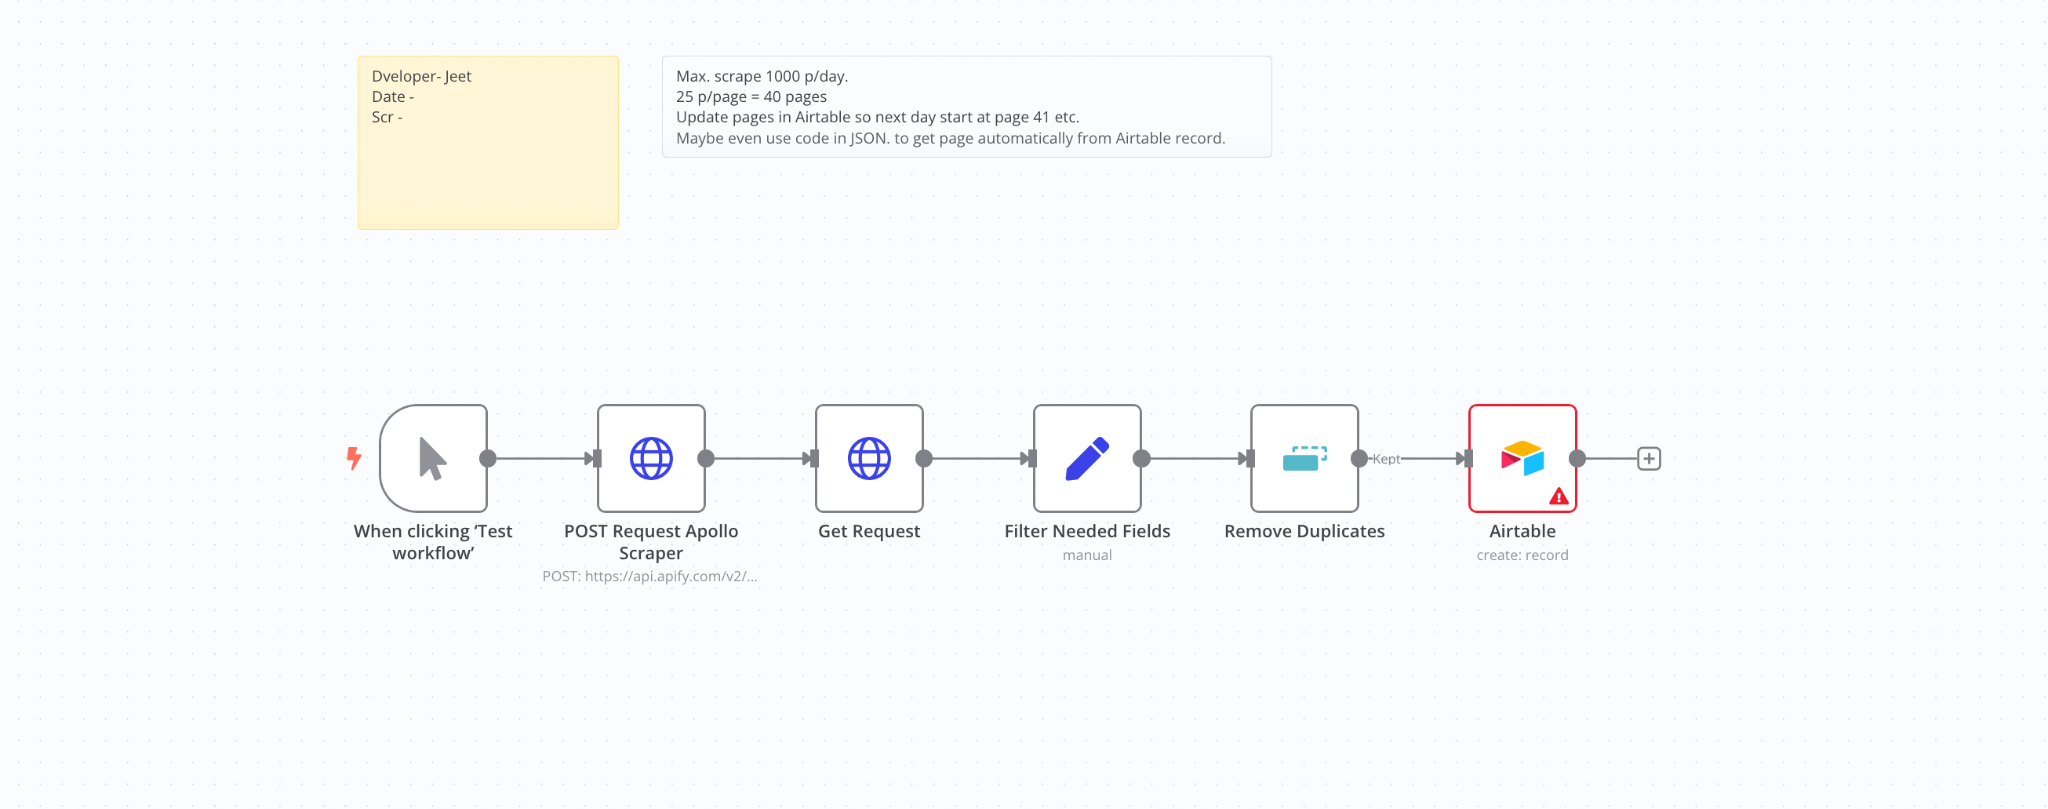 Dveloper- Jeet
Date -
Scr -
Max. scrape 1000 p/day.
25 p/page = 40 pages
Update pages in Airtable so next day start at page 41 etc.
Maybe even use code in JSON. to get page automatically from Airtable record.
Kept
When clicking ‘Test
workflow’
POST Request Apollo
Scraper
POST: https://api.apify.com/v2/...
Get Request
Filter Needed Fields
manual
Remove Duplicates
Airtable
create: record